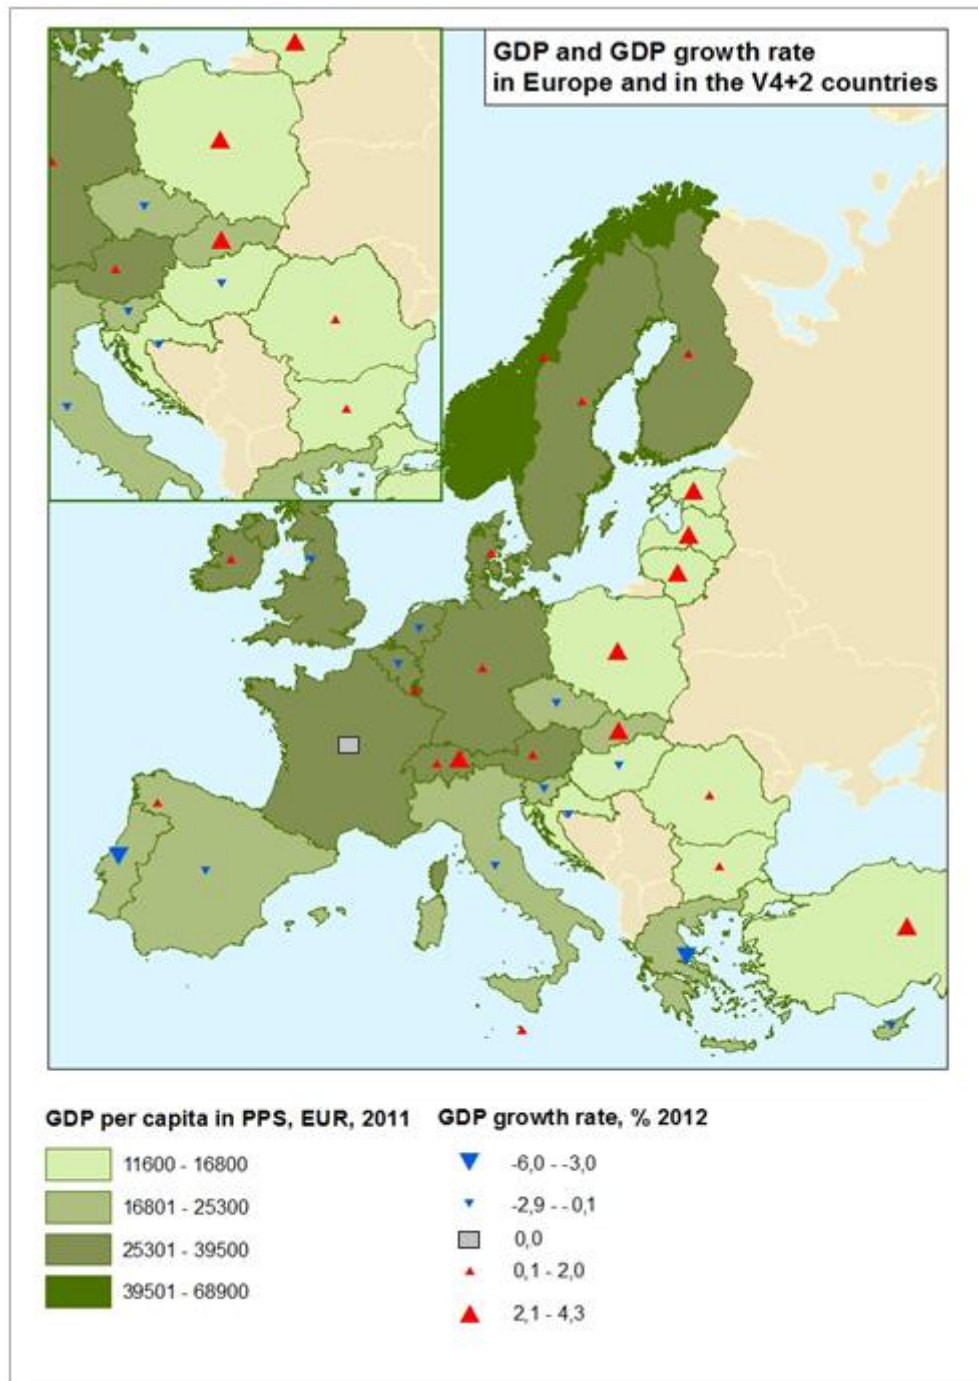 GDP and GDP growth rate
in Europe and in the V4+2 countries
GDP per capita in PPS, EUR, 2011
11600 - 16800
16801 - 25300
25301 - 39500
39501 - 68900
GDP growth rate, % 2012
-6,0 - -3,0
-2,9 - -0,1
0,0
0,1 - 2,0
2,1 - 4,3